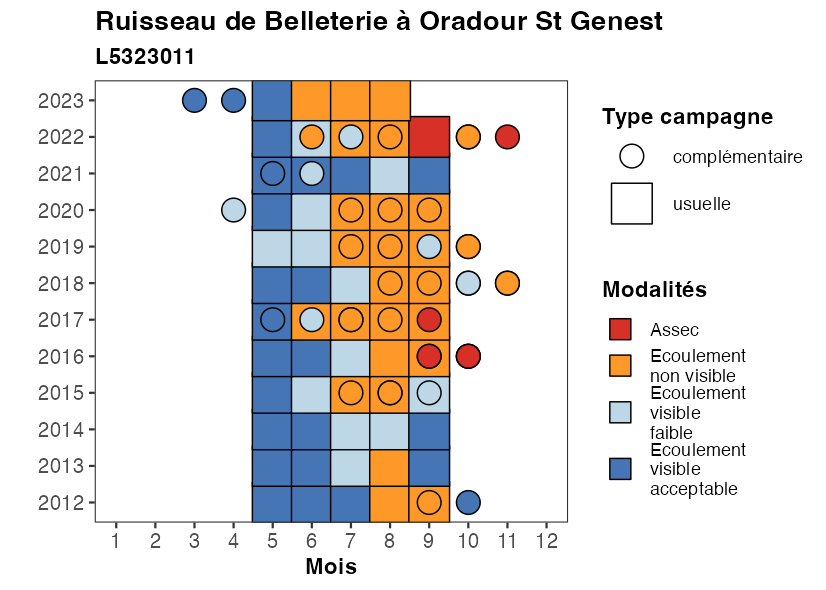 Ruisseau de Belleterie à Oradour St Genest
L5323011
2023
2022
2021
2020
2019
2018
2017
2016
2015
2014
2013
2012
1 2 3 4 5 6 7 8 9 10 11 12
Mois
Type campagne
complémentaire
usuelle
Modalités
Assec
Ecoulement
non visible
Ecoulement
visible
faible
Ecoulement
visible
acceptable